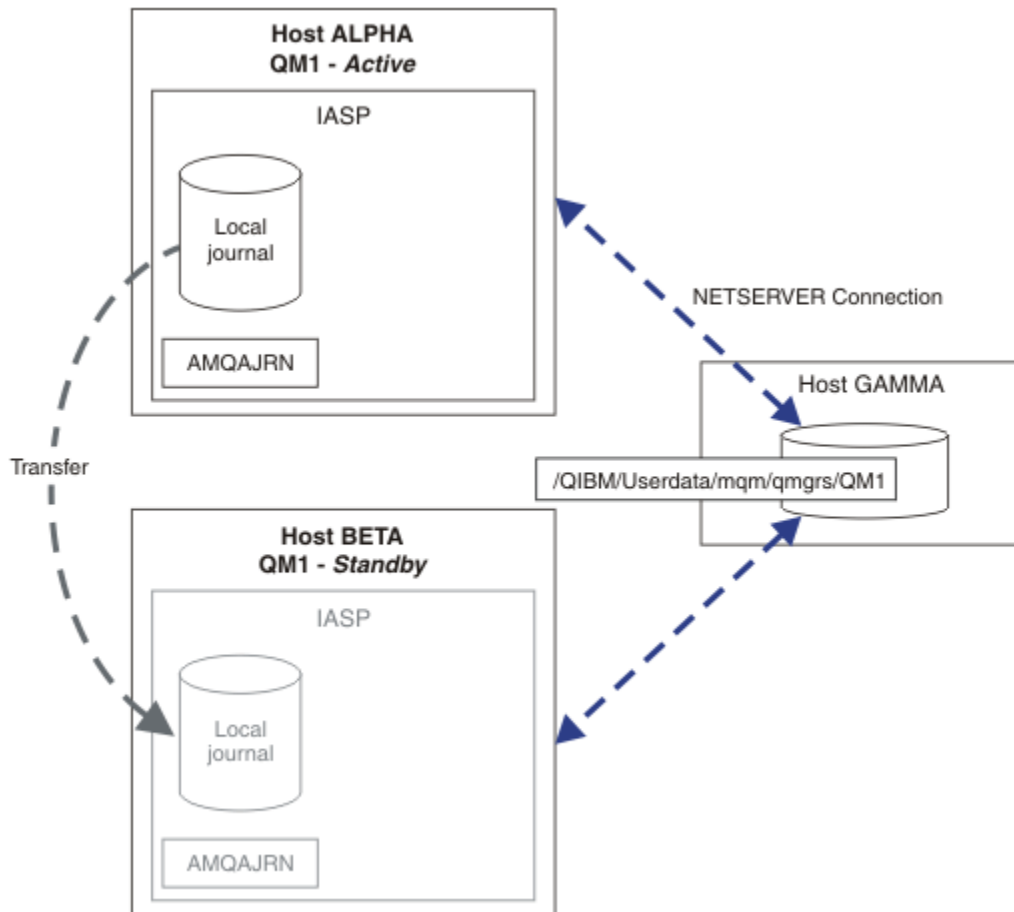 Host ALPHA
QM1 - Active
IASP
Local
journal
AMQAJRN
NETSERVER Connection
Host GAMMA
/QIBM/Userdata/mqm/qmgrs/QM1
Transfer
Host BETA
QM1 - Standby
IASP
Local
journal
AMQAJRN